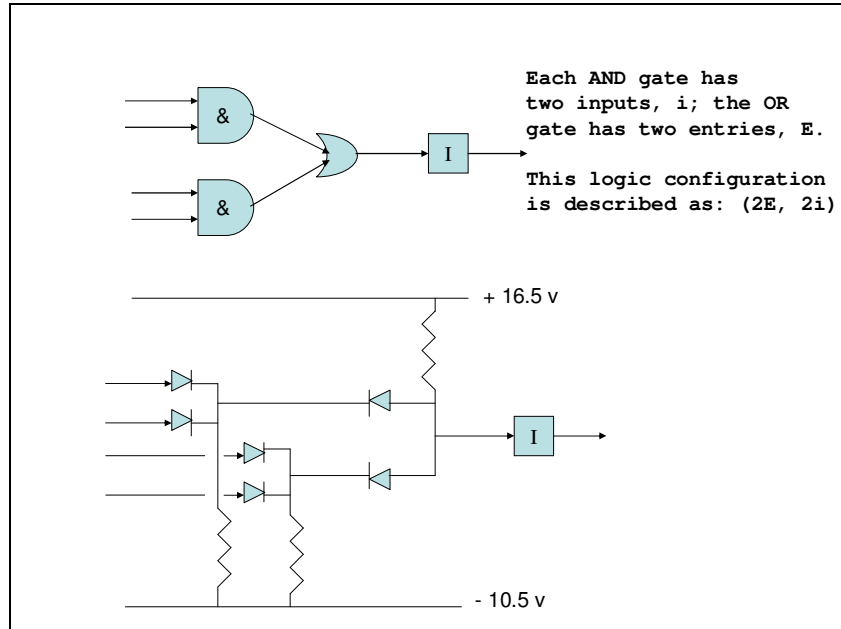 Each AND gate has
two inputs, i; the OR
gate has two entries, E.
This logic configuration
is described as: (2E, 2i)
&
&
I
+ 16.5 v
I
- 10.5 v